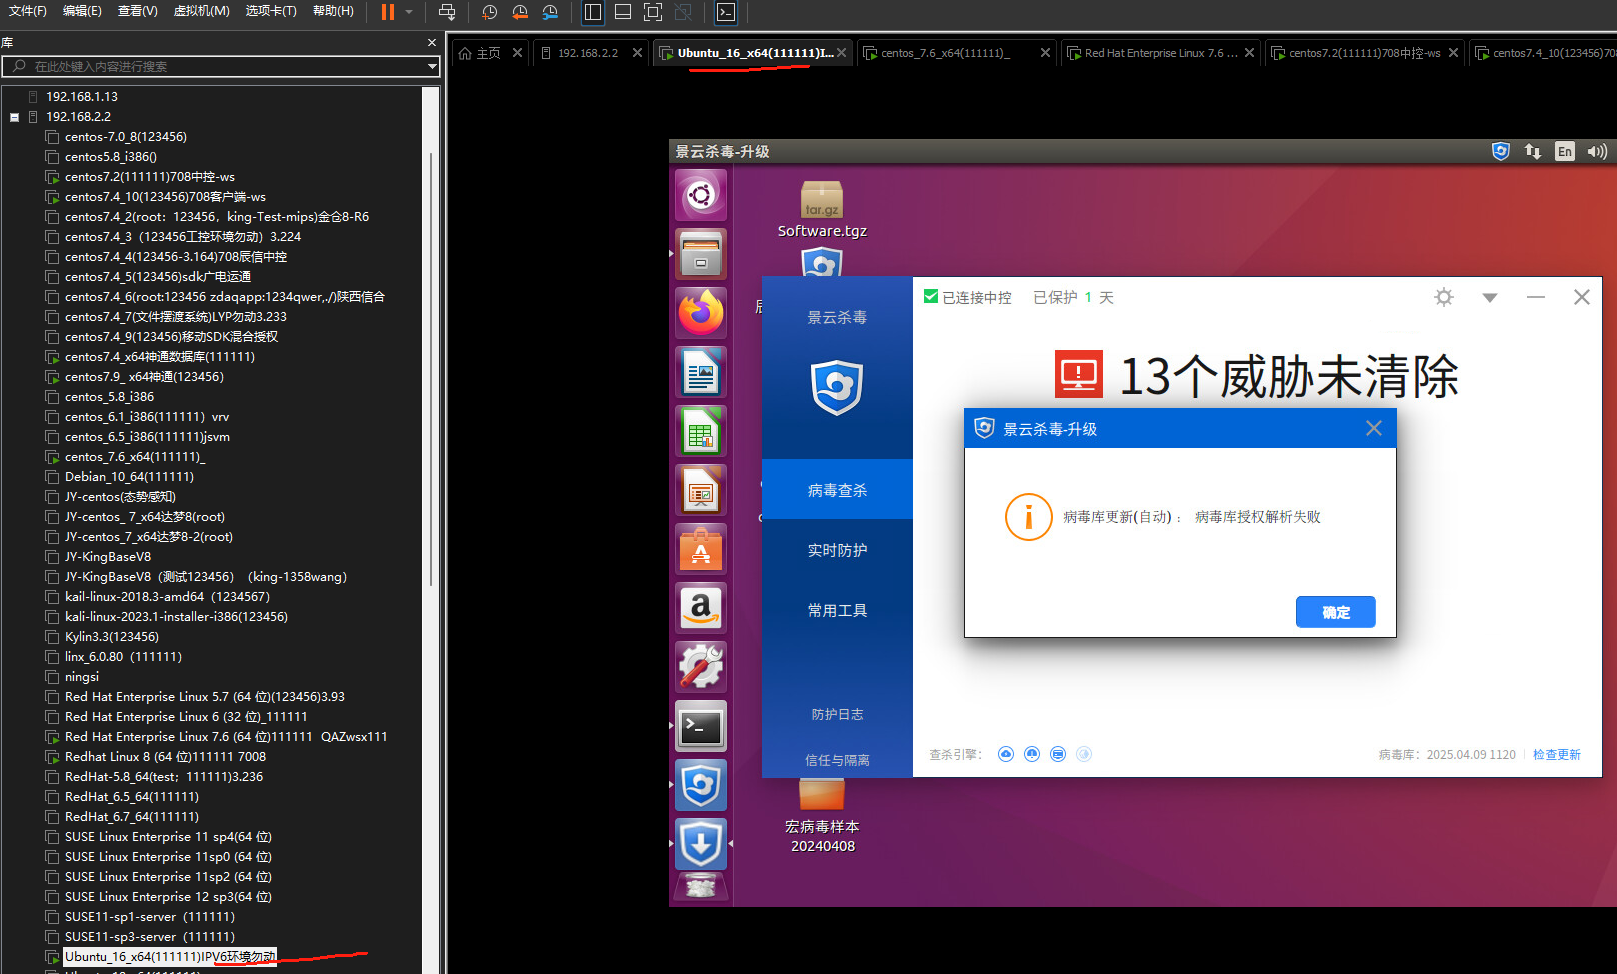 文件(F) 编辑(E) 查看(V) 虚拟机(M) 选项卡(T) 帮助(H)
库
在此处键入内容进行搜索
主页 192.168.2.2 Ubuntu_16_x64(111111)I... centos_7.6_x64(111111)_ Red Hat Enterprise Linux 7.6 ... centos7.2(111111)708中控-ws centos7.4_10(123456)708
192.168.1.13
192.168.2.2
centos-7.0_8(123456)
centos5.8_i386()
centos7.2(111111)708中控-ws
centos7.4_10(123456)708客户端-ws
centos7.4_2(root: 123456, king-Test-mips)金仓8-R6
centos7.4_3（123456工控环境勿动）3.224
centos7.4_4(123456-3.164)708辰信中控
centos7.4_5(123456)sdk广电运通
centos7.4_6(root:123456 zdaqapp:1234qwer,./)陕西信合
centos7.4_7(文件摆渡系统)LYP勿动3.233
centos7.4_9(123456)移动SDK混合授权
centos7.4_x64神通数据库(111111)
centos7.9_ x64神通(123456)
centos_5.8_i386
centos_6.1_i386(111111）vrv
centos_6.5_i386(111111)jsvm
centos_7.6_x64(111111)_
Debian_10_64(111111)
JY-centos(态势感知)
JY-centos_ 7_x64达梦8(root)
JY-centos_7_x64达梦8-2(root)
JY-KingBaseV8
JY-KingBaseV8（测试123456）（king-1358wang）
kail-linux-2018.3-amd64（1234567）
kali-linux-2023.1-installer-i386(123456)
Kylin3.3(123456)
linx_6.0.80（111111）
ningsi
Red Hat Enterprise Linux 5.7 (64 位)(123456)3.93
Red Hat Enterprise Linux 6 (32 位)_111111
Red Hat Enterprise Linux 7.6 (64 位)111111 QAZwsx111
Redhat Linux 8 (64 位)111111 7008
RedHat-5.8_64(test；111111)3.236
RedHat_6.5_64(111111)
RedHat_6.7_64(111111)
SUSE Linux Enterprise 11 sp4(64 位)
SUSE Linux Enterprise 11sp0 (64 位)
SUSE Linux Enterprise 11sp2 (64 位)
SUSE Linux Enterprise 12 sp3(64 位)
SUSE11-sp1-server（111111）
SUSE11-sp3-server（111111）
Ubuntu_16_x64(111111)IPV6环境勿动
景云杀毒-升级
En
tar.gz
Software.tgz
景云杀毒
病毒查杀
实时防护
常用工具
防护日志
信任与隔离
已连接中控 已保护 1 天
13个威胁未清除
景云杀毒-升级
病毒库更新(自动)： 病毒库授权解析失败
确定
查杀引擎：
病毒库：2025.04.09 1120 检查更新
宏病毒样本
20240408